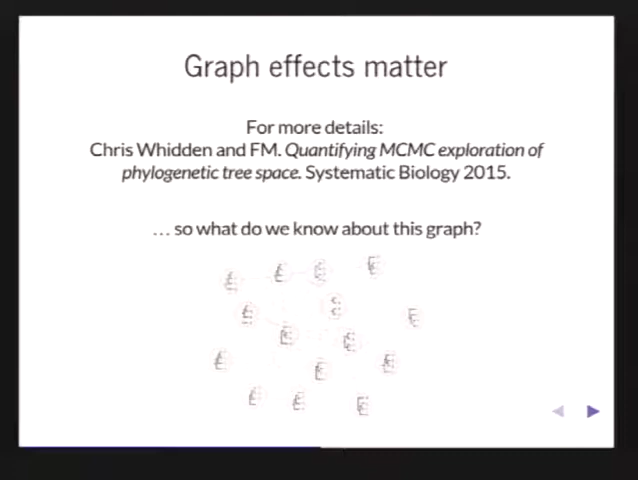 Graph effects matter
For more details:
Chris Whidden and FM. Quantifying MCMC exploration of
phylogenetic tree space. Systematic Biology 2015.
... so what do we know about this graph?